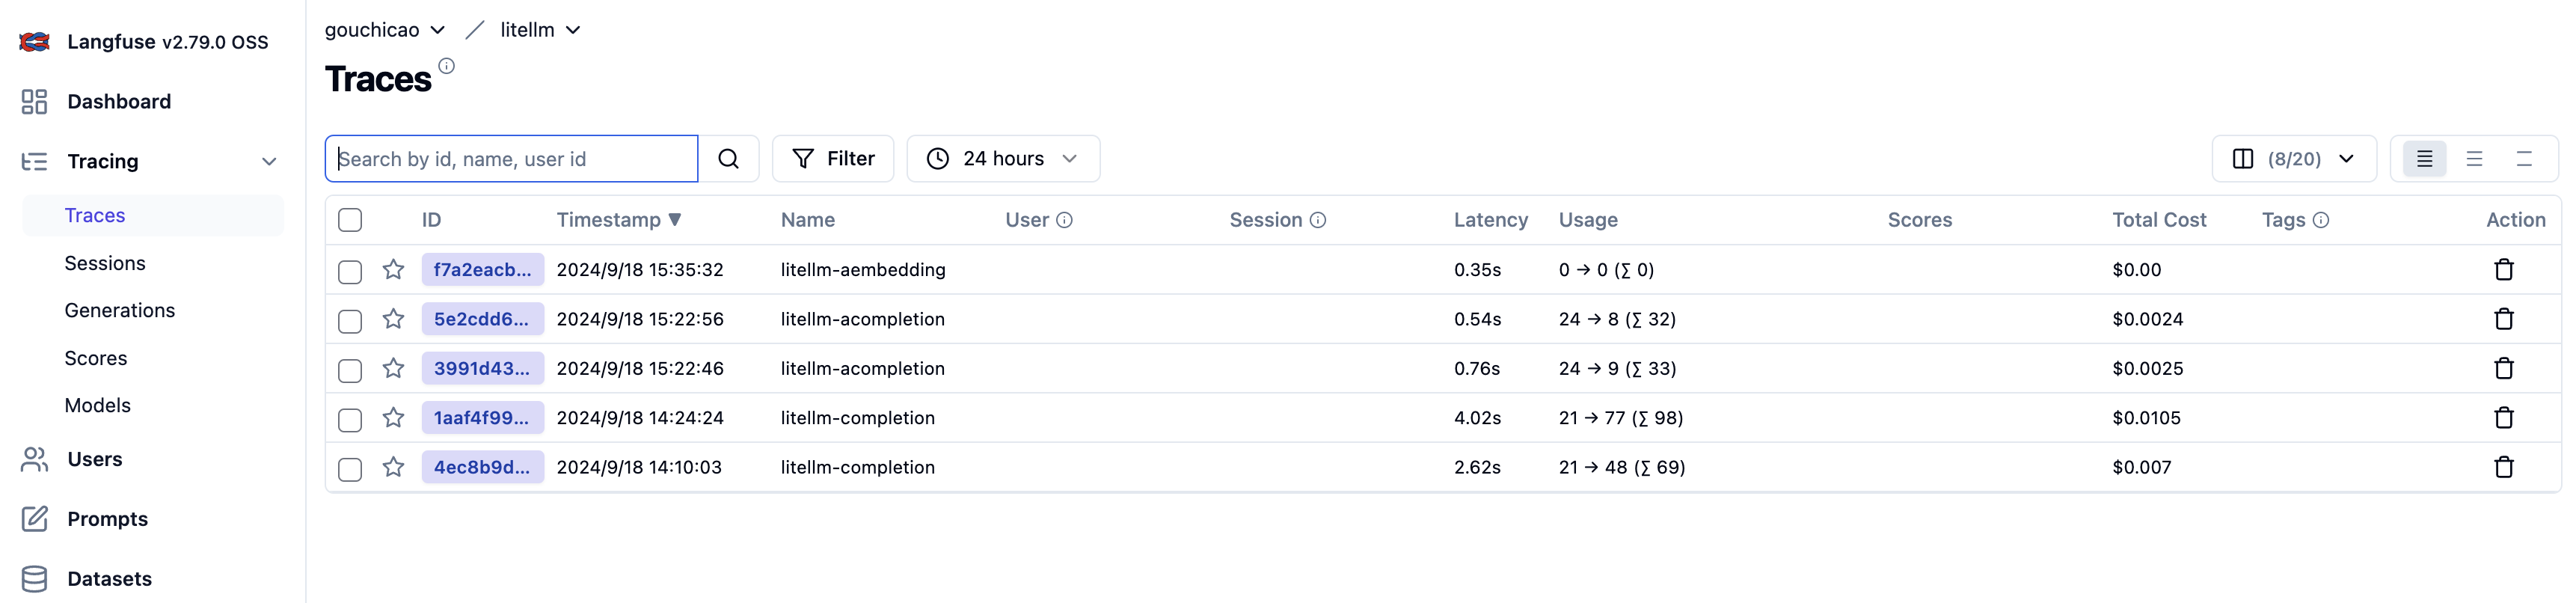 Langfuse v2.79.0 OSS
Dashboard
Tracing
Traces
Sessions
Generations
Scores
Models
Users
Prompts
Datasets
gouchicao / litellm
Traces
Search by id, name, user id Filter 24 hours (8/20)
ID Timestamp ▼ Name User Session Latency Usage Scores Total Cost Tags Action
f7a2eacb... 2024/9/18 15:35:32 litellm-aembedding 0.35s 0 → 0 (∑ 0) $0.00
5e2cdd6... 2024/9/18 15:22:56 litellm-acompletion 0.54s 24 → 8 (∑ 32) $0.0024
3991d43... 2024/9/18 15:22:46 litellm-acompletion 0.76s 24 → 9 (∑ 33) $0.0025
1aaf4f99... 2024/9/18 14:24:24 litellm-completion 4.02s 21 → 77 (∑ 98) $0.0105
4ec8b9d... 2024/9/18 14:10:03 litellm-completion 2.62s 21 → 48 (∑ 69) $0.007